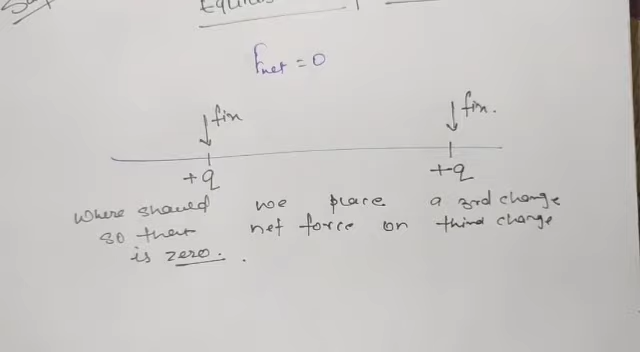 Fnet = 0
fix fix.
+q +q
where should we place a 3rd charge
so that net force on third charge
is zero.